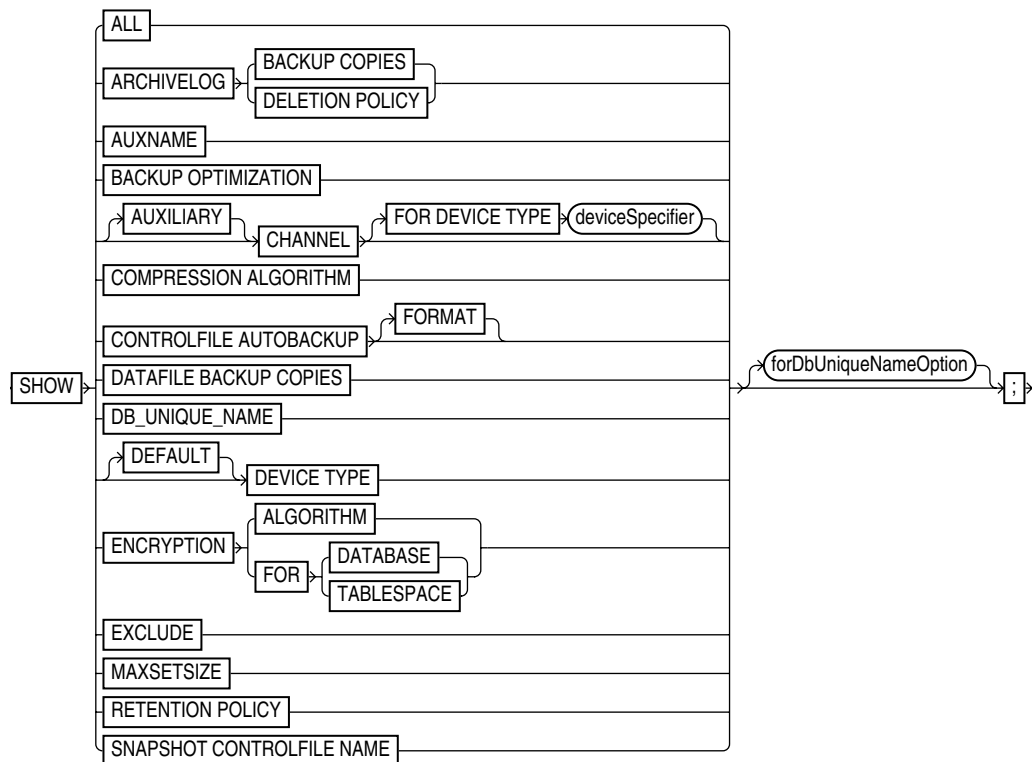 ALL
BACKUP COPIES
ARCHIVELOG
DELETION POLICY
AUXNAME
BACKUP OPTIMIZATION
AUXILIARY FOR DEVICE TYPE deviceSpecifier
CHANNEL
COMPRESSION ALGORITHM
FORMAT
CONTROLFILE AUTOBACKUP
forDbUniqueNameOption
SHOW DATAFILE BACKUP COPIES ;
DB_UNIQUE_NAME
DEFAULT
DEVICE TYPE
ALGORITHM
ENCRYPTION
DATABASE
FOR
TABLESPACE
EXCLUDE
MAXSETSIZE
RETENTION POLICY
SNAPSHOT CONTROLFILE NAME